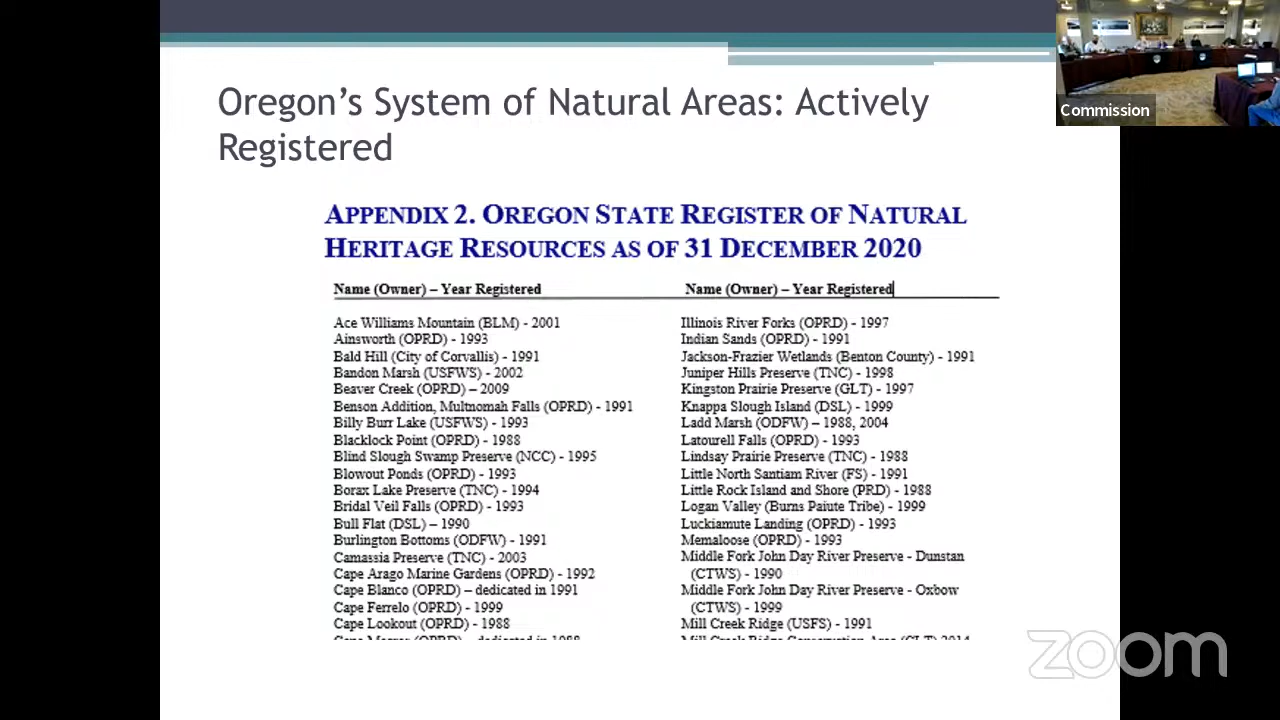 Oregon's System of Natural Areas: Actively
Registered
Commission
APPENDIX 2. OREGON STATE REGISTER OF NATURAL
HERITAGE RESOURCES AS OF 31 DECEMBER 2020
Name (Owner) – Year Registered
Ace Williams Mountain (BLM) - 2001
Ainsworth (OPRD) - 1993
Bald Hill (City of Corvallis) - 1991
Bandon Marsh (USFWS) - 2002
Beaver Creek (OPRD) – 2009
Benson Addition, Multnomah Falls (OPRD) - 1991
Billy Burr Lake (USFWS) - 1993
Blacklock Point (OPRD) - 1988
Blind Slough Swamp Preserve (NCC) - 1995
Blowout Ponds (OPRD) - 1993
Borax Lake Preserve (TNC) - 1994
Bridal Veil Falls (OPRD) - 1993
Bull Flat (DSL) – 1990
Burlington Bottoms (ODFW) - 1991
Camassia Preserve (TNC) - 2003
Cape Arago Marine Gardens (OPRD) - 1992
Cape Blanco (OPRD) – dedicated in 1991
Cape Ferrelo (OPRD) - 1999
Cape Lookout (OPRD) - 1988
Name (Owner) – Year Registered
Illinois River Forks (OPRD) - 1997
Indian Sands (OPRD) - 1991
Jackson-Frazier Wetlands (Benton County) - 1991
Juniper Hills Preserve (TNC) - 1998
Kingston Prairie Preserve (GLT) - 1997
Knappa Slough Island (DSL) - 1999
Ladd Marsh (ODFW) – 1988, 2004
Latourell Falls (OPRD) - 1993
Lindsay Prairie Preserve (TNC) - 1988
Little North Santiam River (FS) - 1991
Little Rock Island and Shore (PRD) - 1988
Logan Valley (Burns Paiute Tribe) - 1999
Luckiamute Landing (OPRD) - 1993
Memaloose (OPRD) - 1993
Middle Fork John Day River Preserve - Dunstan
(CTWS) - 1990
Middle Fork John Day River Preserve - Oxbow
(CTWS) - 1999
Mill Creek Ridge (USFS) - 1991
zoom